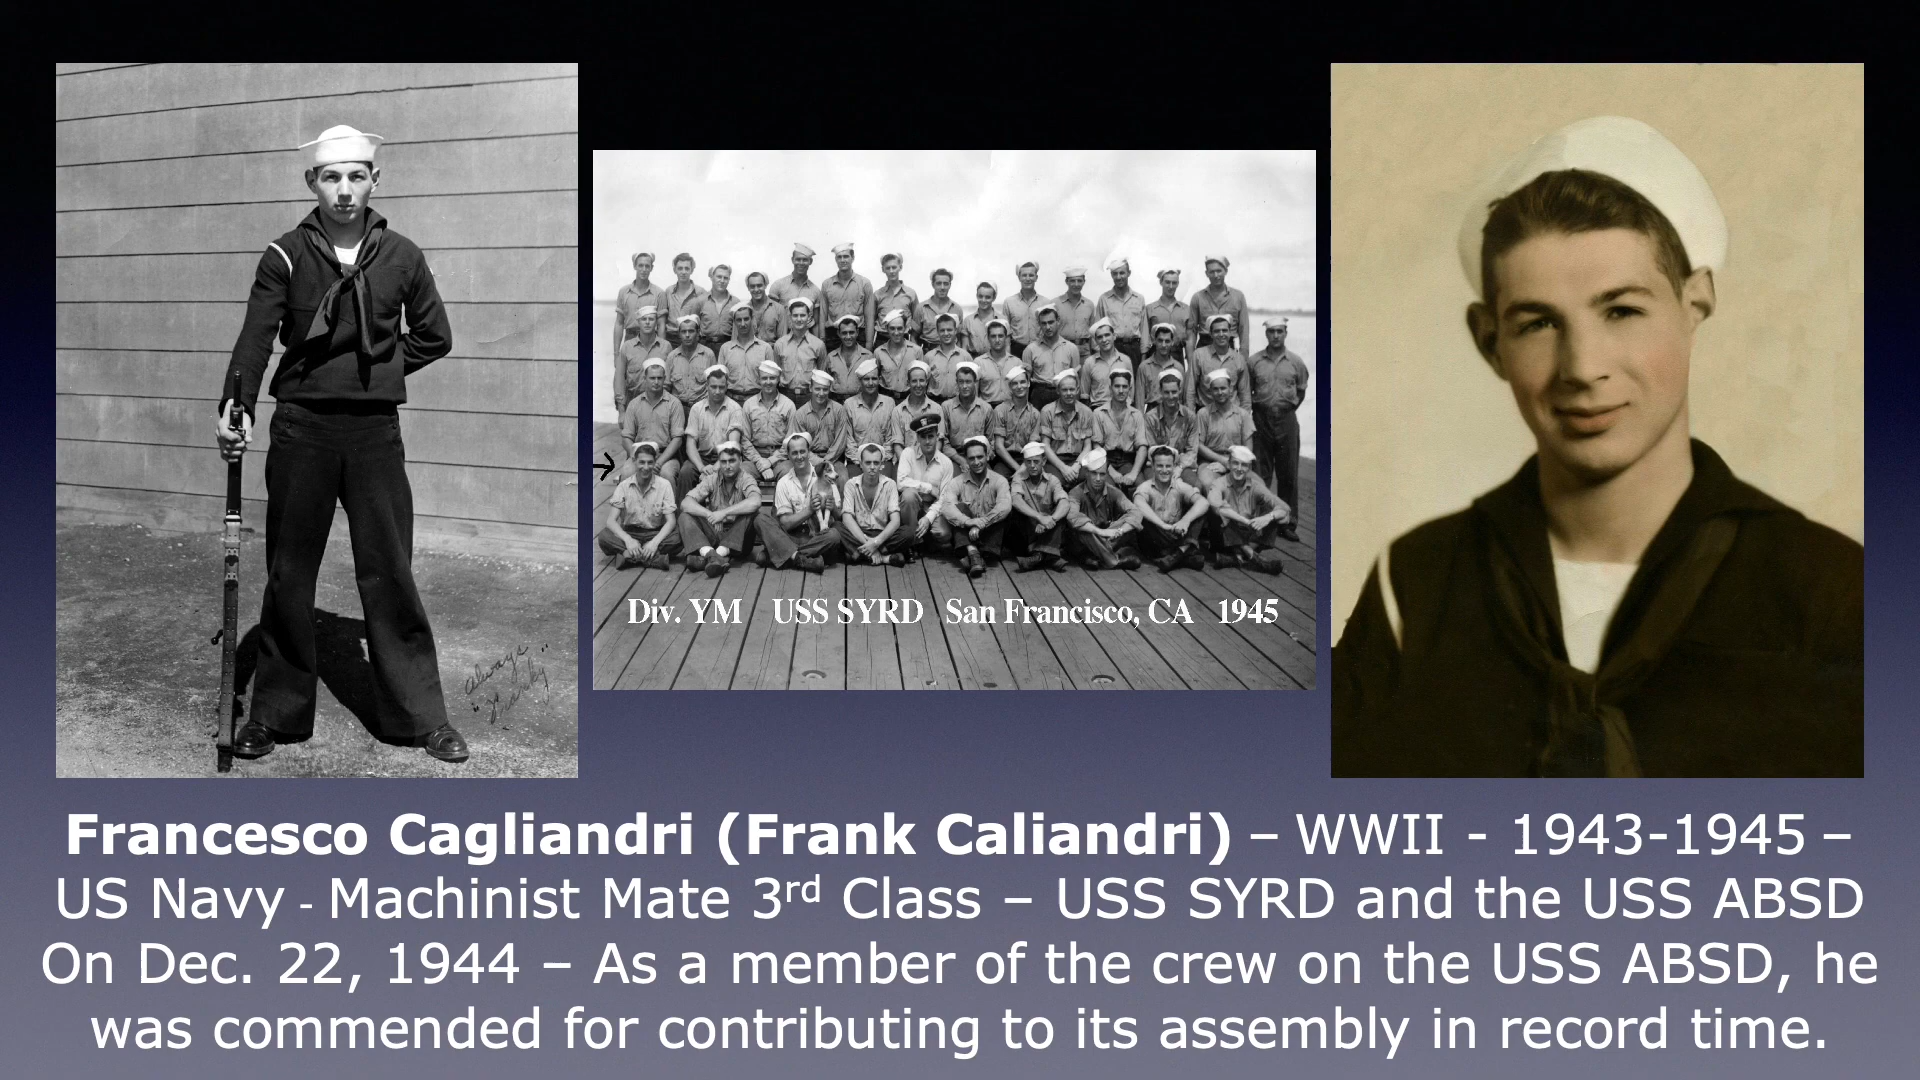 always
"Franky"
Div. YM USS SYRD San Francisco, CA 1945
Francesco Cagliandri (Frank Caliandri) – WWII - 1943-1945 –
US Navy - Machinist Mate 3rd Class – USS SYRD and the USS ABSD
On Dec. 22, 1944 – As a member of the crew on the USS ABSD, he
was commended for contributing to its assembly in record time.